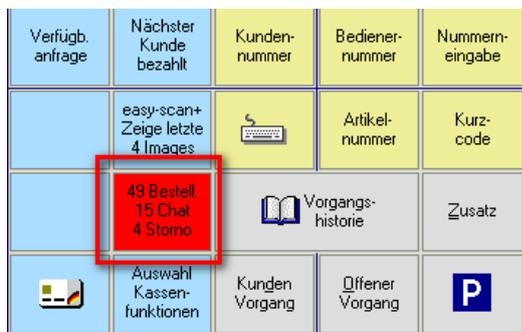 Verfügb.
anfrage
Nächster
Kunde
bezahlt
Kunden-
nummer
Bediener-
nummer
Nummern-
eingabe
easy-scan+
Zeige letzte
4 Images
Artikel-
nummer
Kurz-
code
49 Bestell.
15 Chat
4 Storno
Vorgangs-
historie
Zusatz
Auswahl
Kassen-
funktionen
Kunden
Vorgang
Offener
Vorgang
P